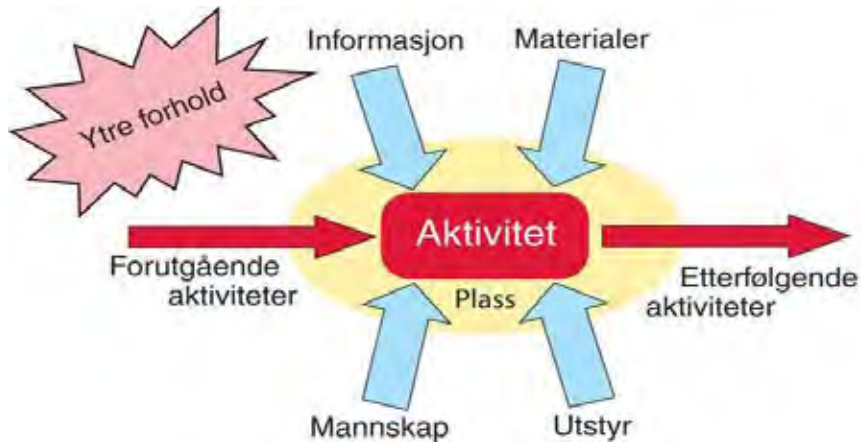 Informasjon
Materialer
Ytre forhold
Aktivitet
Forutgående
aktiviteter
Plass
Etterfølgende
aktiviteter
Mannskap
Utstyr